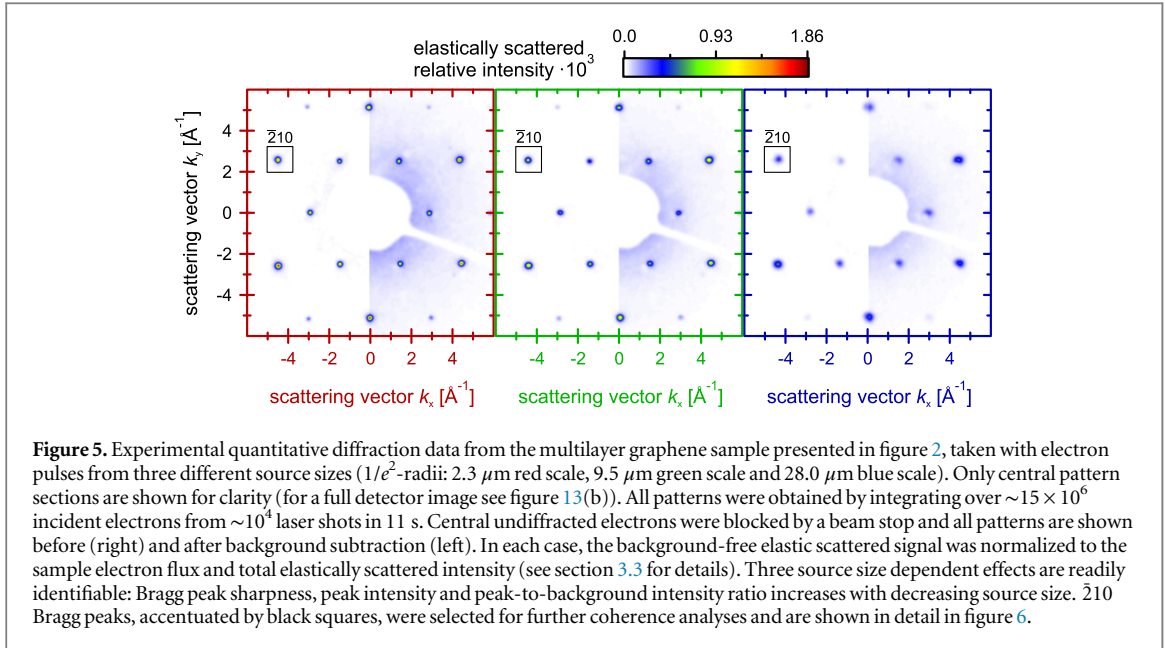 elastically scattered
relative intensity ·10³
0.0 0.93 1.86
scattering vector kᵧ [Å⁻¹]
4
2
0
-2
-4
2̄10
2̄10
2̄10
-4 -2 0 2 4
-4 -2 0 2 4
-4 -2 0 2 4
scattering vector kₓ [Å⁻¹]
scattering vector kₓ [Å⁻¹]
scattering vector kₓ [Å⁻¹]
Figure 5. Experimental quantitative diffraction data from the multilayer graphene sample presented in figure 2, taken with electron
pulses from three different source sizes (1/e²-radii: 2.3 μm red scale, 9.5 μm green scale and 28.0 μm blue scale). Only central pattern
sections are shown for clarity (for a full detector image see figure 13(b)). All patterns were obtained by integrating over ~15 × 10⁶
incident electrons from ~10⁴ laser shots in 11 s. Central undiffracted electrons were blocked by a beam stop and all patterns are shown
before (right) and after background subtraction (left). In each case, the background-free elastic scattered signal was normalized to the
sample electron flux and total elastically scattered intensity (see section 3.3 for details). Three source size dependent effects are readily
identifiable: Bragg peak sharpness, peak intensity and peak-to-background intensity ratio increases with decreasing source size. 2̄10
Bragg peaks, accentuated by black squares, were selected for further coherence analyses and are shown in detail in figure 6.